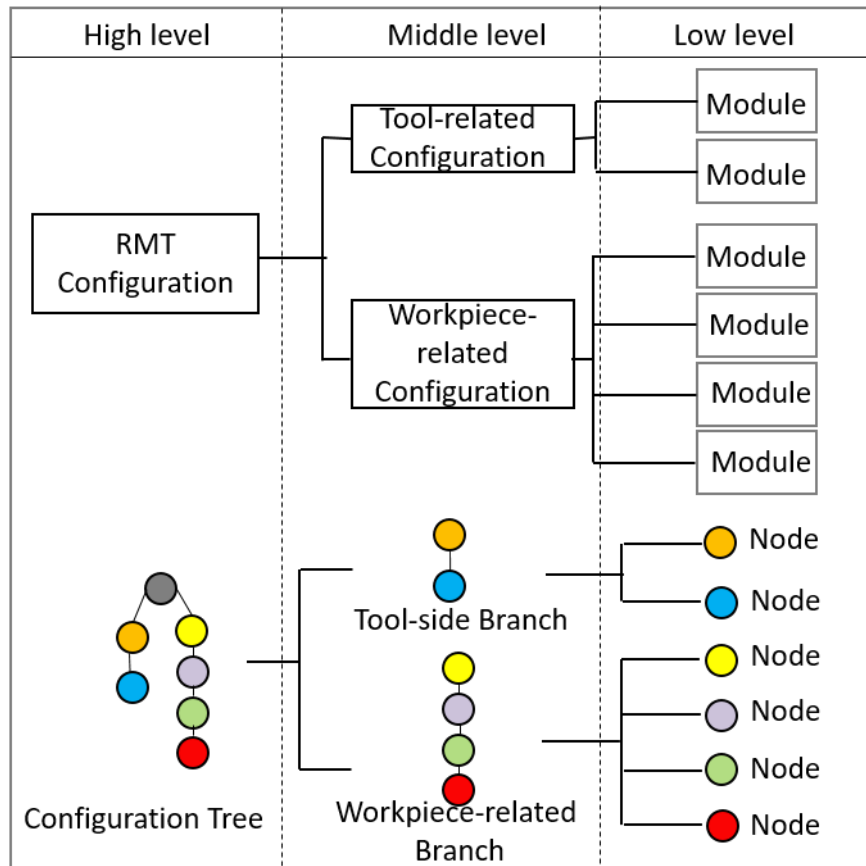 High level
Middle level
Low level
RMT
Configuration
Tool-related
Configuration
Workpiece-
related
Configuration
Module
Module
Module
Module
Module
Module
Configuration Tree
Tool-side Branch
Workpiece-related
Branch
Node
Node
Node
Node
Node
Node